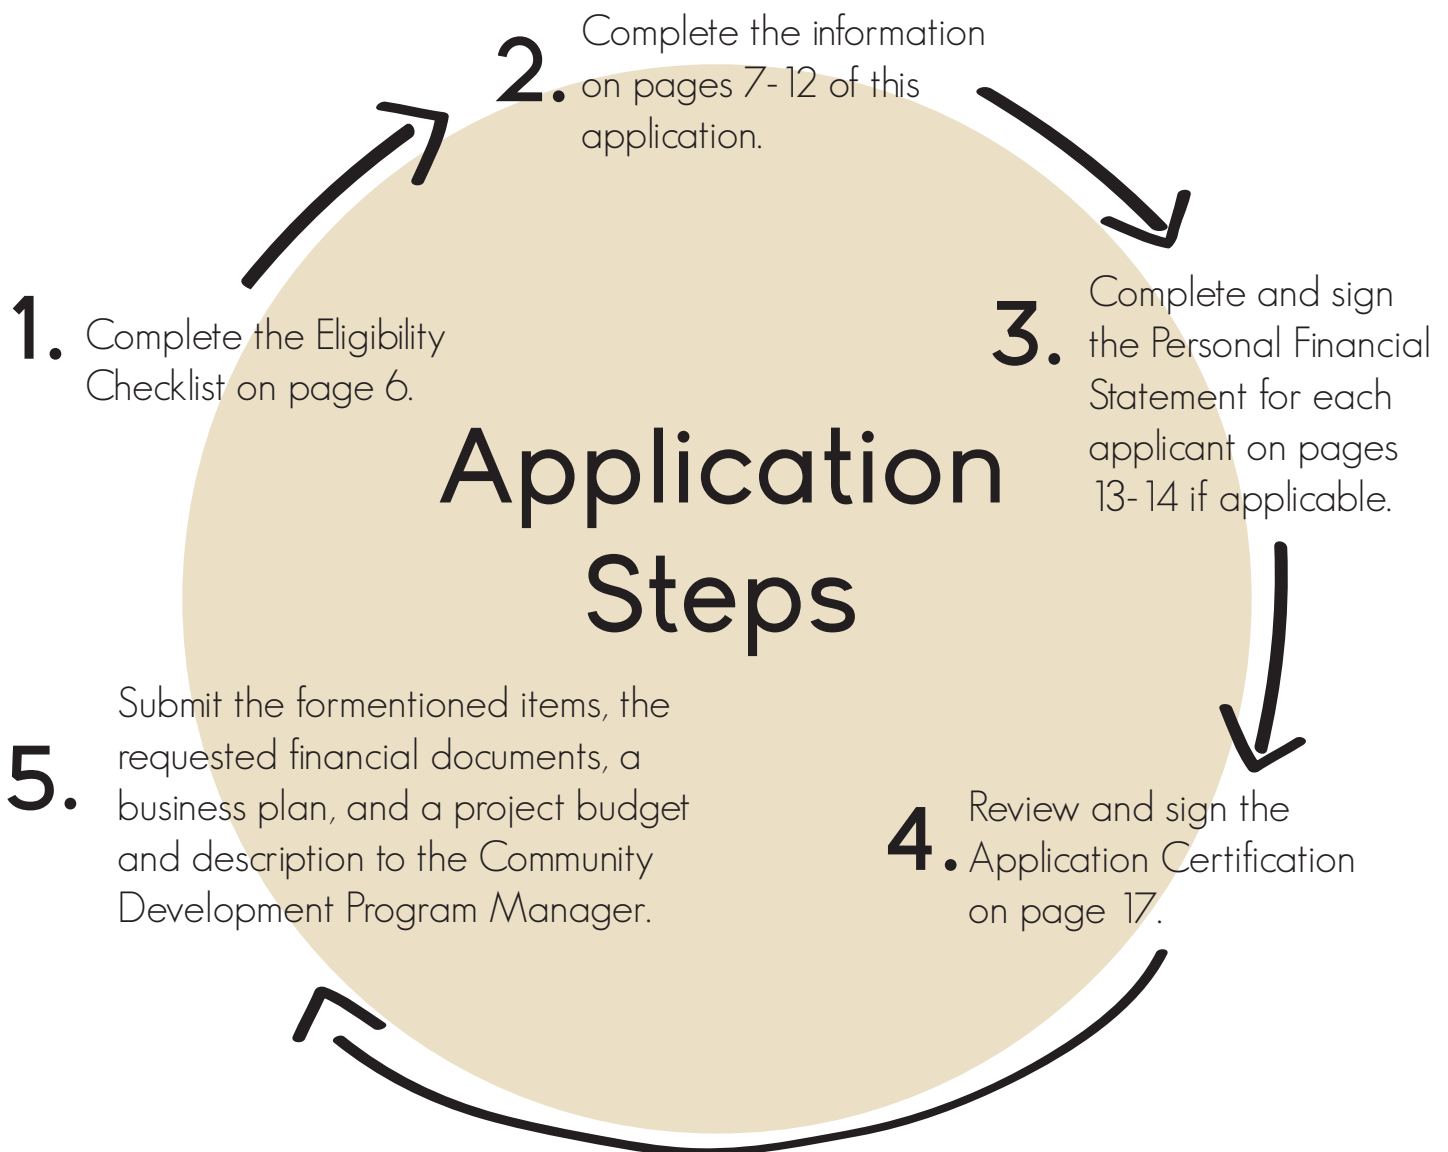 1. Complete the Eligibility
Checklist on page 6.
2. Complete the information
on pages 7-12 of this
application.
3. Complete and sign
the Personal Financial
Statement for each
applicant on pages
13-14 if applicable.
Application
Steps
4. Review and sign the
Application Certification
on page 17.
5. Submit the formentioned items, the
requested financial documents, a
business plan, and a project budget
and description to the Community
Development Program Manager.